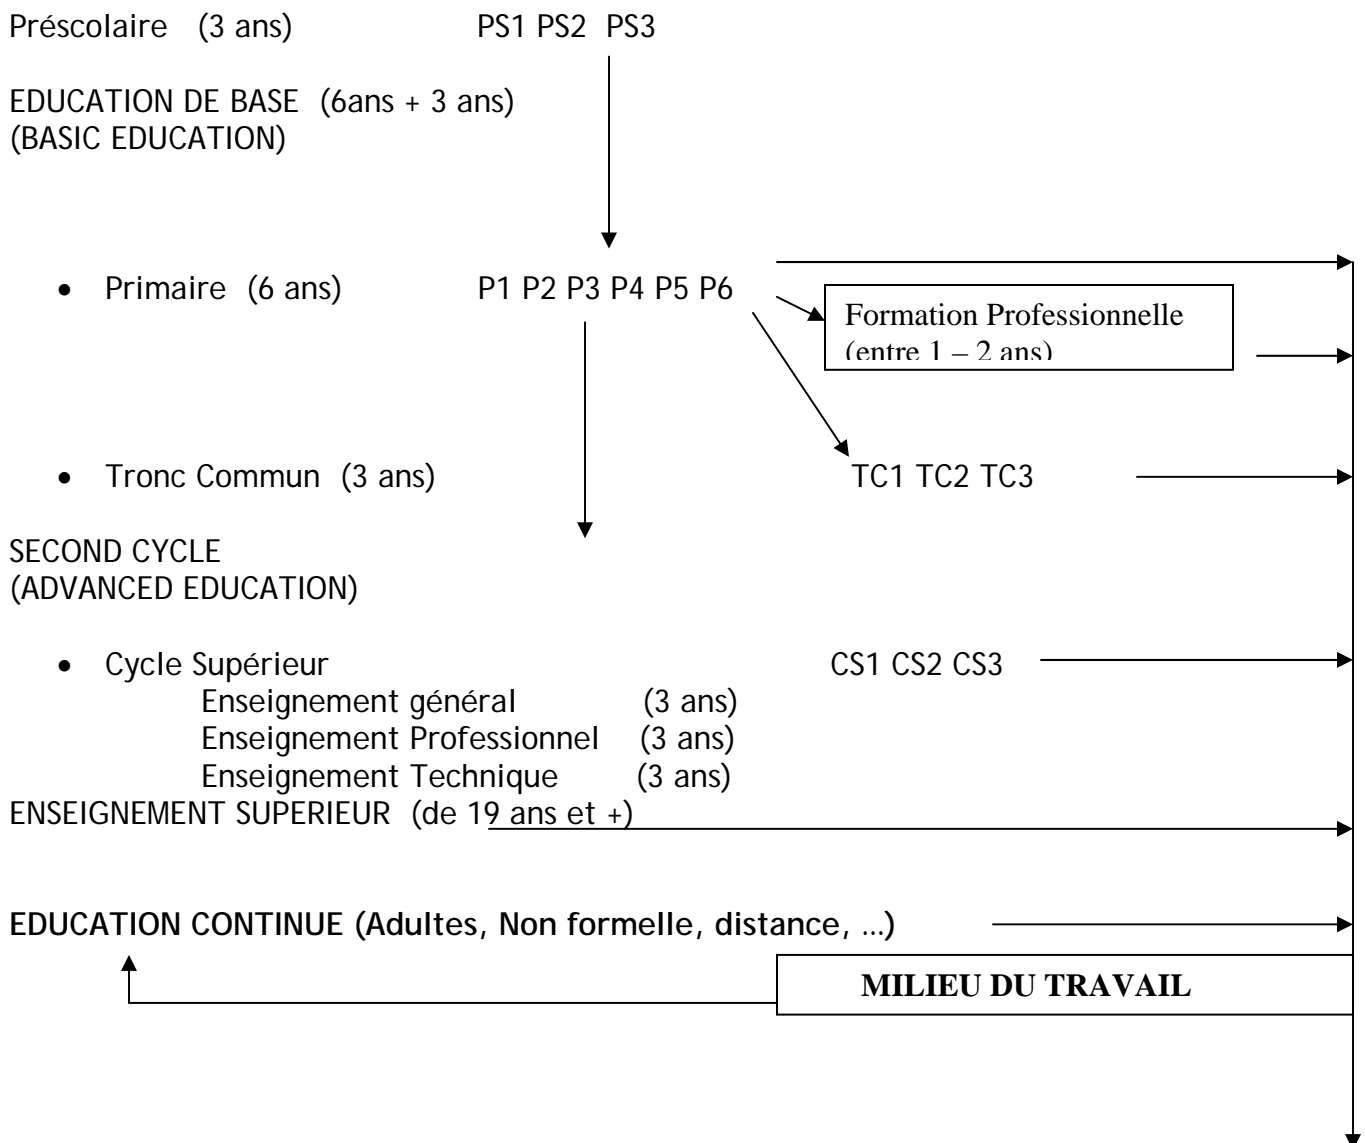 Préscolaire (3 ans) PS1 PS2 PS3
EDUCATION DE BASE (6ans + 3 ans)
(BASIC EDUCATION)
• Primaire (6 ans) P1 P2 P3 P4 P5 P6
Formation Professionnelle
(entre 1 – 2 ans)
• Tronc Commun (3 ans) TC1 TC2 TC3
SECOND CYCLE
(ADVANCED EDUCATION)
• Cycle Supérieur CS1 CS2 CS3
Enseignement général (3 ans)
Enseignement Professionnel (3 ans)
Enseignement Technique (3 ans)
ENSEIGNEMENT SUPERIEUR (de 19 ans et +)
EDUCATION CONTINUE (Adultes, Non formelle, distance, ...)
MILIEU DU TRAVAIL